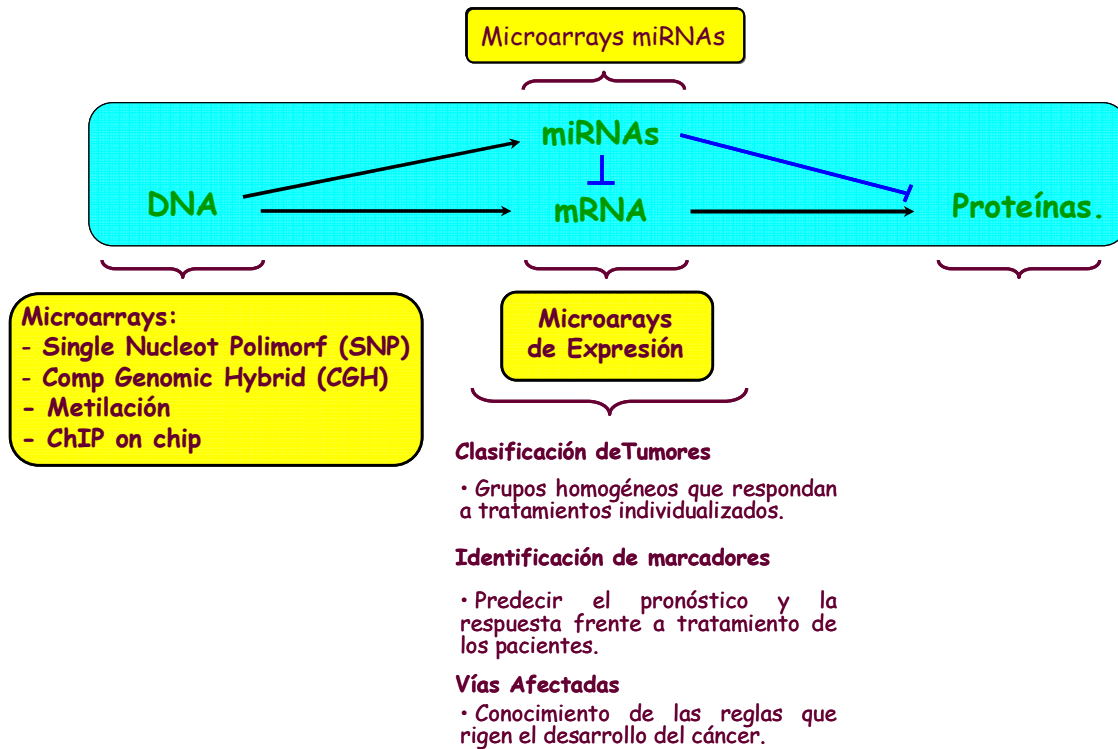 Microarrays miRNAs
miRNAs
DNA
mRNA
Proteínas.
Microarrays:
- Single Nucleot Polimorf (SNP)
- Comp Genomic Hybrid (CGH)
- Metilación
- ChIP on chip
Microarays
de Expresión
Clasificación deTumores
• Grupos homogéneos que respondan
a tratamientos individualizados.
Identificación de marcadores
• Predecir el pronóstico y la
respuesta frente a tratamiento de
los pacientes.
Vías Afectadas
• Conocimiento de las reglas que
rigen el desarrollo del cáncer.